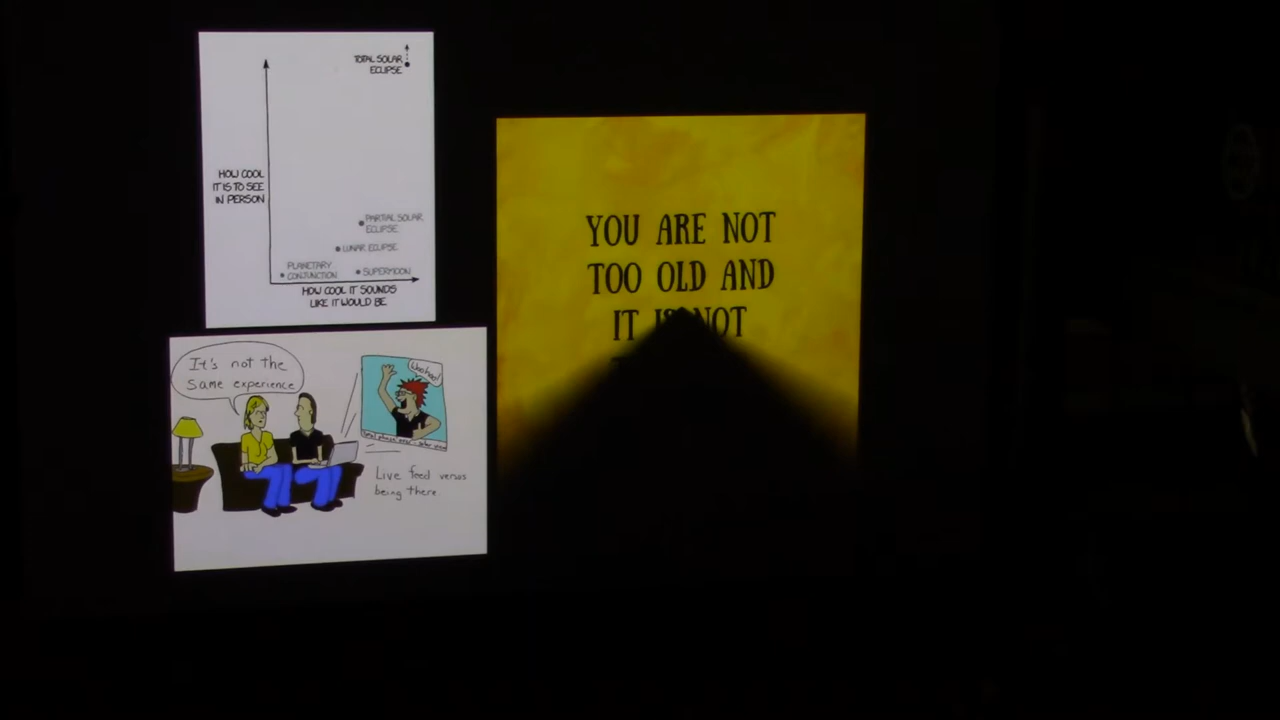 TOTAL SOLAR
ECLIPSE
HOW COOL
IT IS TO SEE
IN PERSON
PARTIAL SOLAR
ECLIPSE
LUNAR ECLIPSE
PLANETARY
CONJUNCTION
SUPERMOON
HOW COOL IT SOUNDS
LIKE IT WOULD BE
It's not the
same experience
Woohoo!
Live feed versus
being there
YOU ARE NOT
TOO OLD AND
IT IS NOT